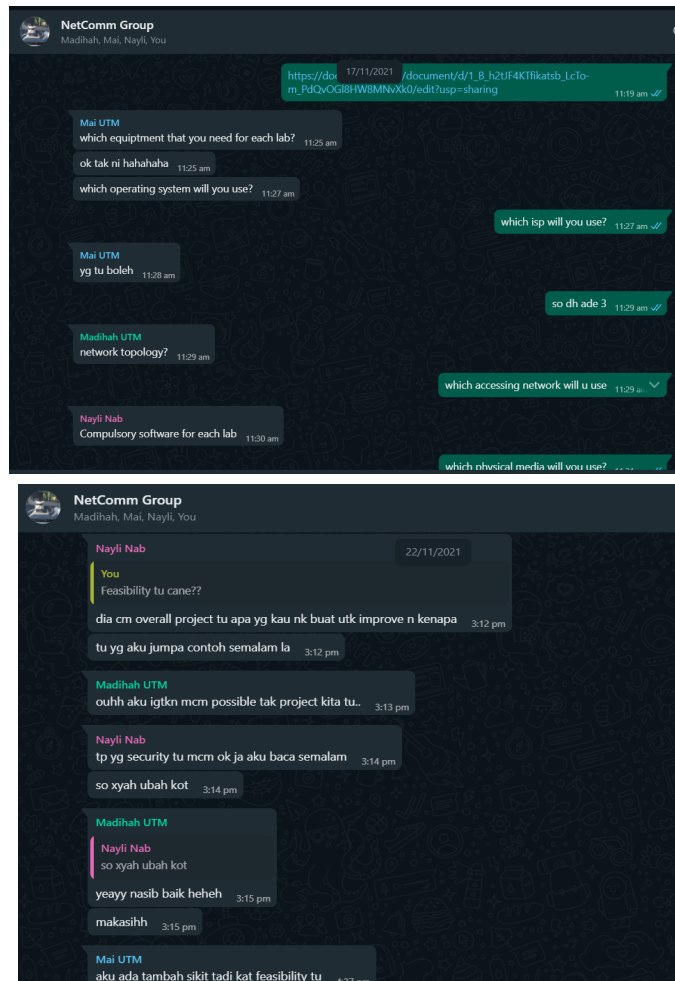 NetComm Group
Madihah, Mai, Nayli, You
17/11/2021
https://doc /document/d/1_B_h2tJF4KTfikatsb_LcTo-
m_PdQvOGl8HW8MNvXk0/edit?usp=sharing
11:19 am
Mai UTM
which equiptment that you need for each lab? 11:25 am
ok tak ni hahahaha 11:25 am
which operating system will you use? 11:27 am
which isp will you use? 11:27 am
Mai UTM
yg tu boleh 11:28 am
so dh ade 3 11:29 am
Madihah UTM
network topology? 11:29 am
which accessing network will u use 11:29 a
Nayli Nab
Compulsory software for each lab 11:30 am
which physical media will you use?
NetComm Group
Madihah, Mai, Nayli, You
22/11/2021
Nayli Nab
You
Feasibility tu cane??
dia cm overall project tu apa yg kau nk buat utk improve n kenapa 3:12 pm
tu yg aku jumpa contoh semalam la 3:12 pm
Madihah UTM
ouhh aku igtkn mcm possible tak project kita tu.. 3:13 pm
Nayli Nab
tp yg security tu mcm ok ja aku baca semalam 3:14 pm
so xyah ubah kot 3:14 pm
Madihah UTM
Nayli Nab
so xyah ubah kot
yeayy nasib baik heheh 3:15 pm
makasihh 3:15 pm
Mai UTM
aku ada tambah sikit tadi kat feasibility tu